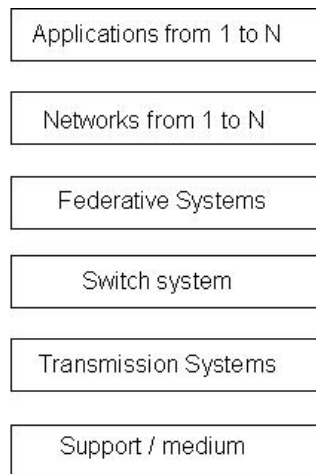 Applications from 1 to N
Networks from 1 to N
Federative Systems
Switch system
Transmission Systems
Support / medium